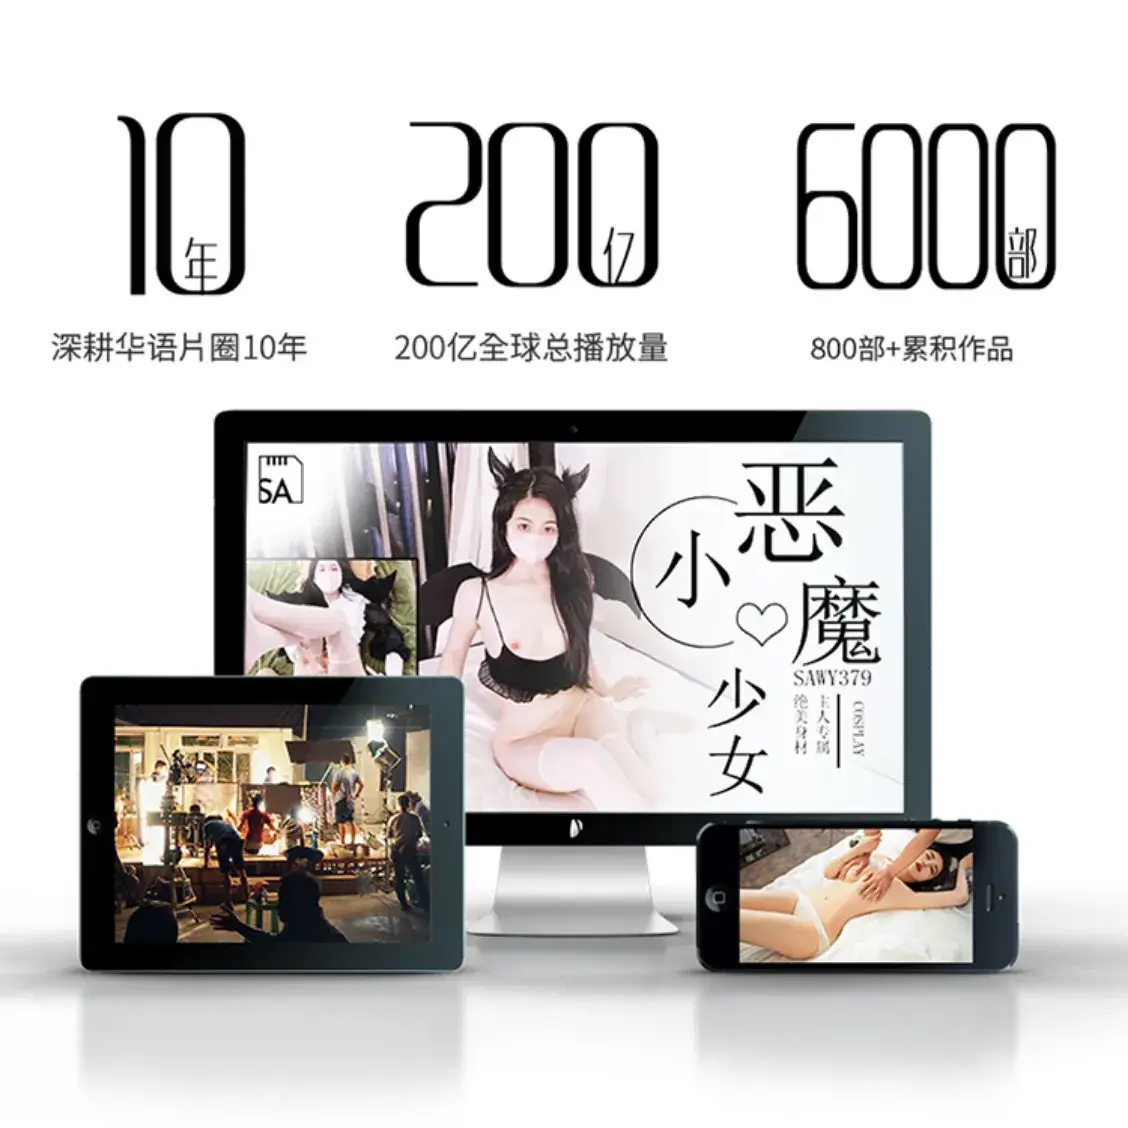 10年
200亿
6000部
深耕华语片圈10年
200亿全球总播放量
800部+累积作品
SA
恶魔
小♡少女
SAWY379
绝美身材
主人专属
COSPLAY